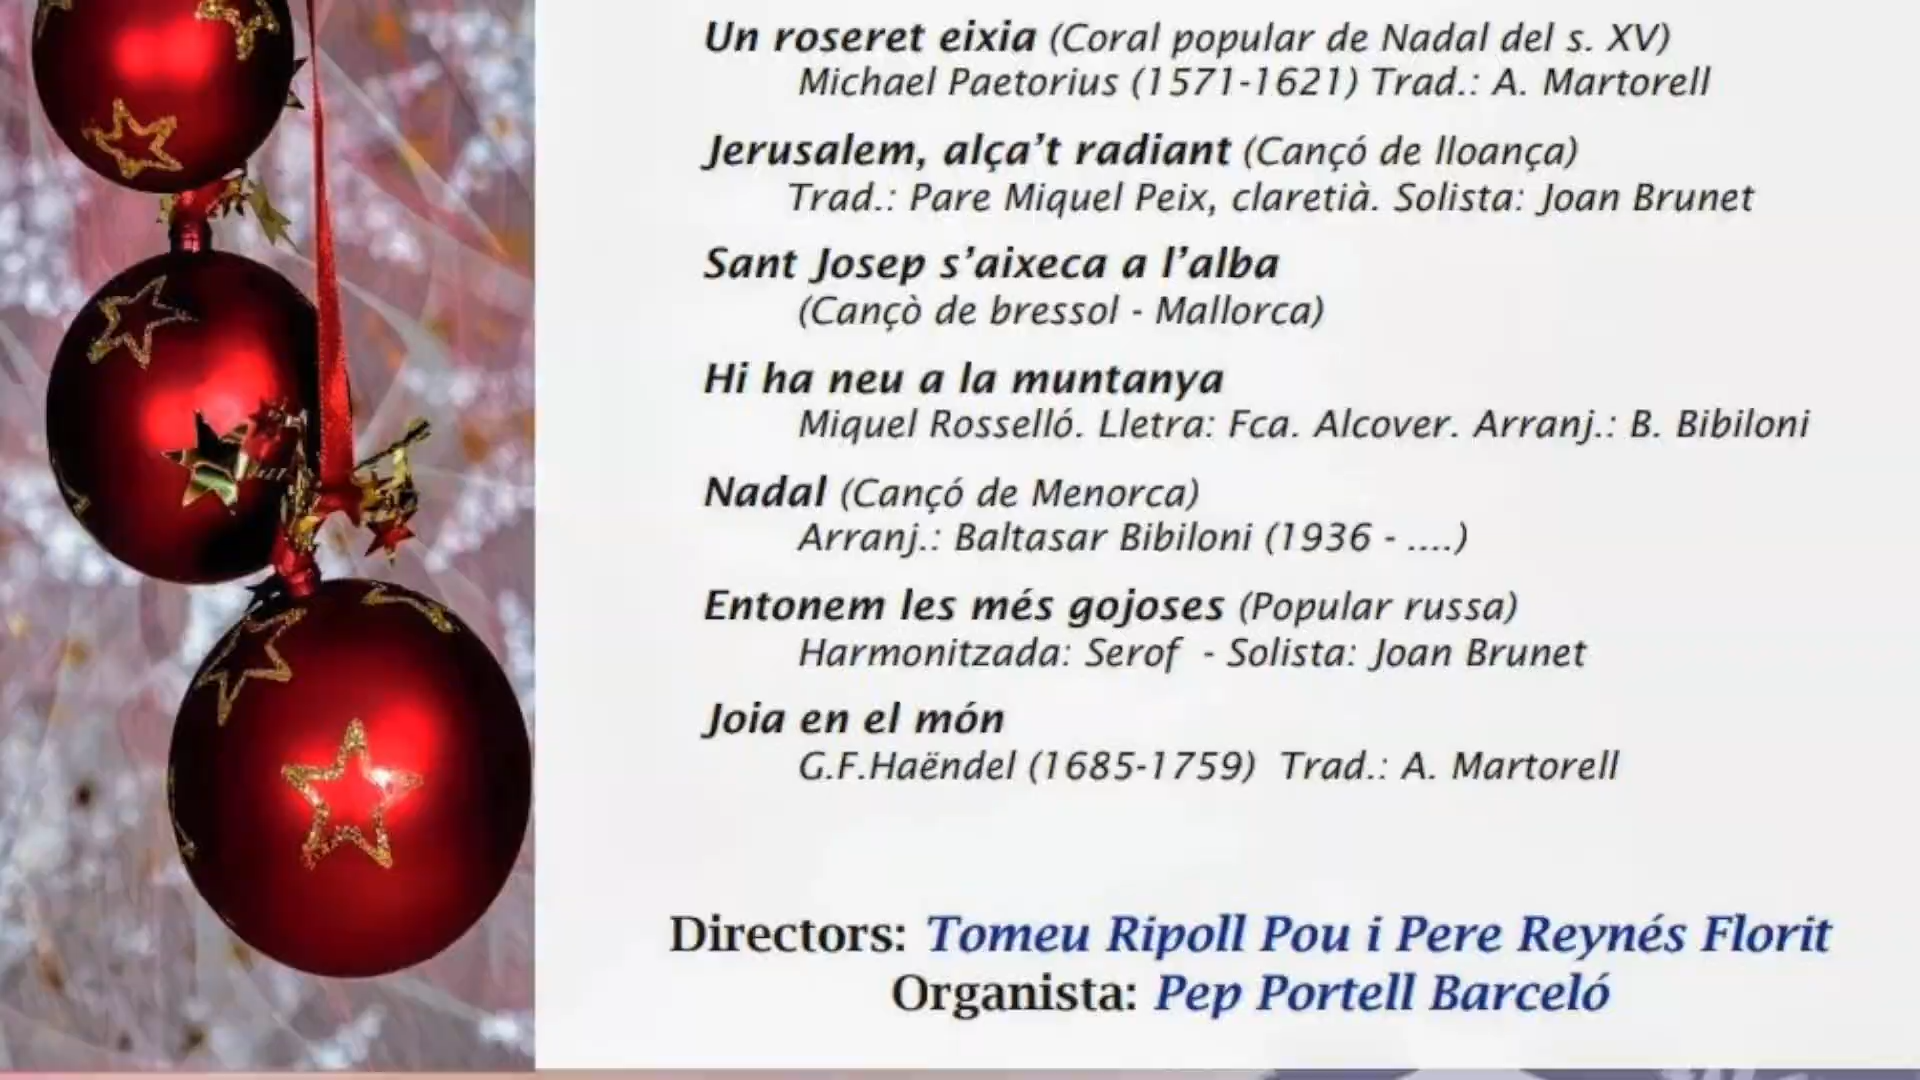 Un roseret eixia (Coral popular de Nadal del s. XV)
Michael Paetorius (1571-1621) Trad.: A. Martorell
Jerusalem, alça't radiant (Cançó de lloança)
Trad.: Pare Miquel Peix, claretià. Solista: Joan Brunet
Sant Josep s'aixeca a l'alba
(Cançò de bressol - Mallorca)
Hi ha neu a la muntanya
Miquel Rosselló. Lletra: Fca. Alcover. Arranj.: B. Bibiloni
Nadal (Cançó de Menorca)
Arranj.: Baltasar Bibiloni (1936 - ....)
Entonem les més gojoses (Popular russa)
Harmonitzada: Serof - Solista: Joan Brunet
Joia en el món
G.F.Haëndel (1685-1759) Trad.: A. Martorell
Directors: Tomeu Ripoll Pou i Pere Reynés Florit
Organista: Pep Portell Barceló